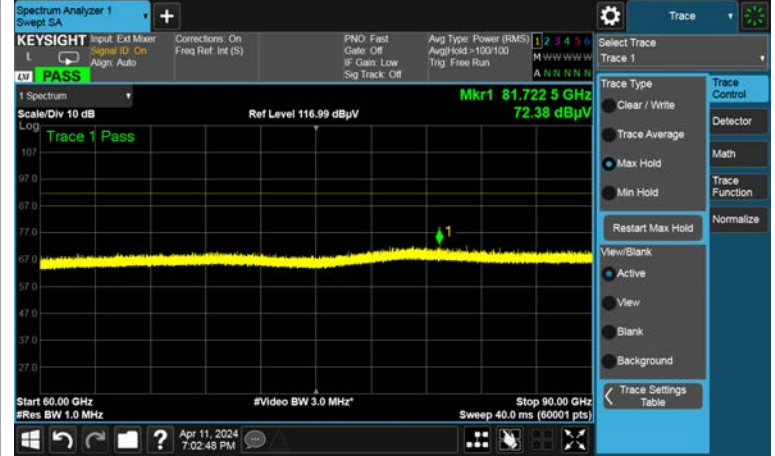 Spectrum Analyzer 1
Swept SA
Trace
KEYSIGHT
L
LXI
PASS
Input: Ext Mixer
Signal ID: On
Align: Auto
Corrections: On
Freq Ref: Int (S)
PNO: Fast
Gate: Off
IF Gain: Low
Sig Track: Off
Avg Type: Power (RMS)
Avg|Hold:>100/100
Trig: Free Run
1 2 3 4 5 6
M W W W W W
A N N N N N
Select Trace
Trace 1
1 Spectrum
Scale/Div 10 dB
Ref Level 116.99 dBµV
Mkr1 81.722 5 GHz
72.38 dBµV
Log
Trace 1 Pass
107
97.0
87.0
77.0
67.0
57.0
47.0
37.0
27.0
1
Start 60.00 GHz
#Video BW 3.0 MHz*
Stop 90.00 GHz
#Res BW 1.0 MHz
Sweep 40.0 ms (60001 pts)
Trace Type
Clear / Write
Trace Average
Max Hold
Min Hold
Restart Max Hold
View/Blank
Active
View
Blank
Background
Trace Settings
Table
Trace
Control
Detector
Math
Trace
Function
Normalize
?
Apr 11, 2024
7:02:48 PM